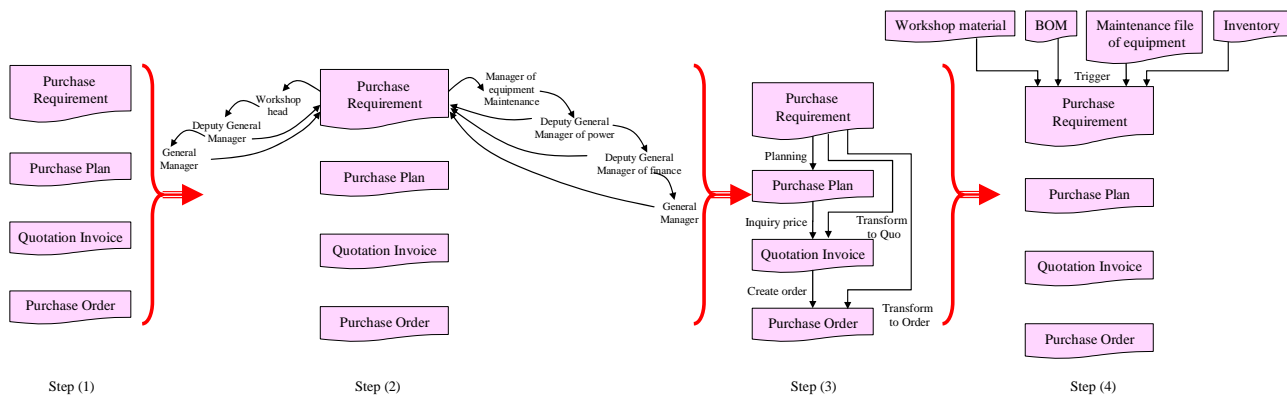 Purchase
Requirement
Purchase Plan
Quotation Invoice
Purchase Order
Step (1)
Purchase
Requirement
Workshop
head
Deputy General
Manager
General
Manager
Manager of
equipment
Maintenance
Deputy General
Manager of power
Deputy General
Manager of finance
General
Manager
Purchase Plan
Quotation Invoice
Purchase Order
Step (2)
Purchase
Requirement
Planning
Purchase Plan
Inquiry price
Transform
to Quo
Quotation Invoice
Create order
Transform
to Order
Purchase Order
Step (3)
Workshop material
BOM
Maintenance file
of equipment
Inventory
Trigger
Purchase
Requirement
Purchase Plan
Quotation Invoice
Purchase Order
Step (4)